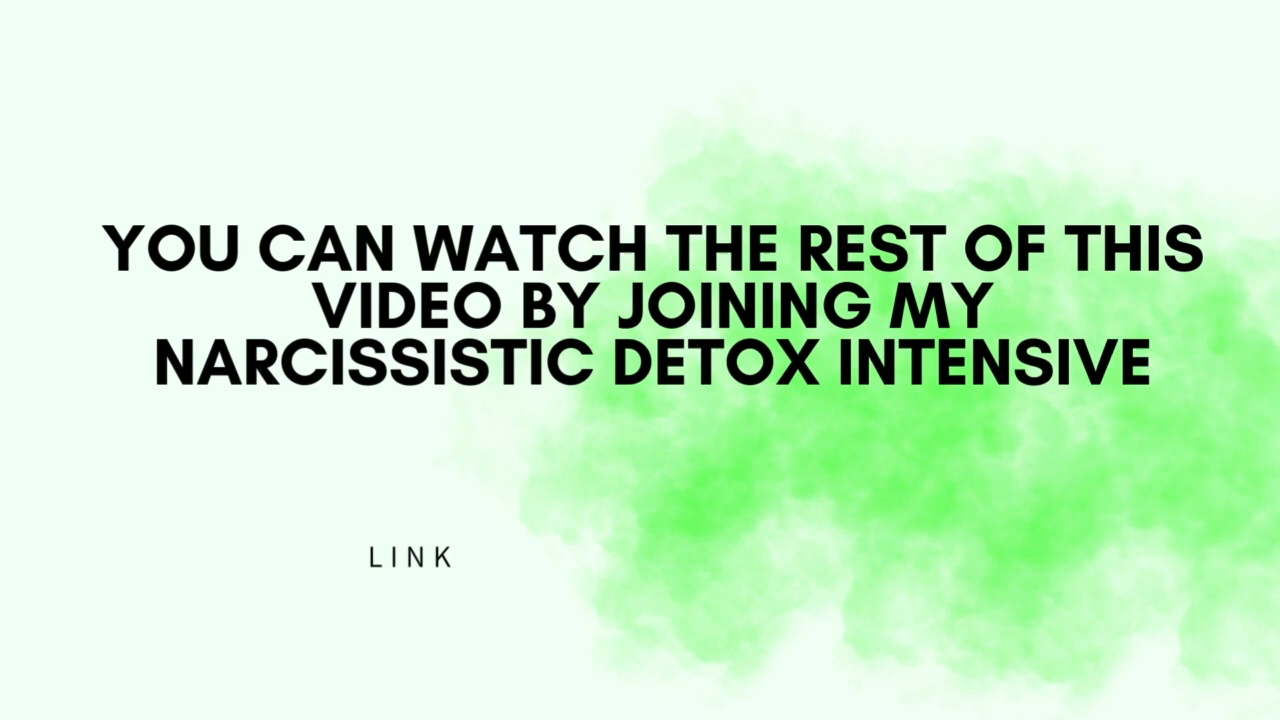 YOU CAN WATCH THE REST OF THIS
VIDEO BY JOINING MY
NARCISSISTIC DETOX INTENSIVE
LINK